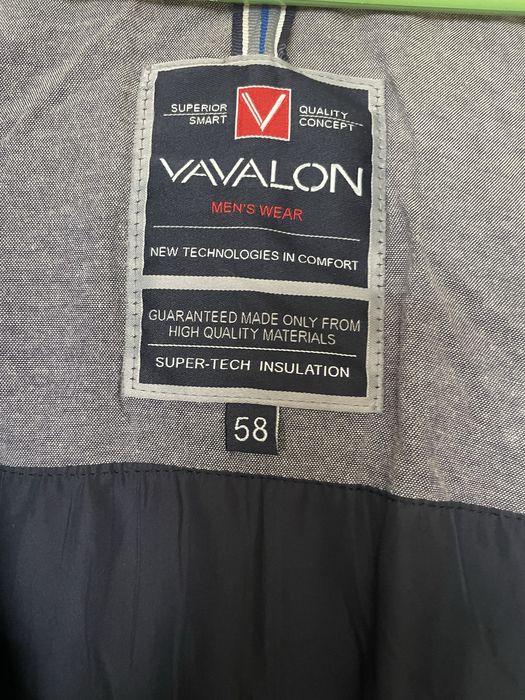 SUPERIOR SMART
V
QUALITY CONCEPT
VAVALON
MEN'S WEAR
NEW TECHNOLOGIES IN COMFORT
GUARANTEED MADE ONLY FROM
HIGH QUALITY MATERIALS
SUPER-TECH INSULATION
58